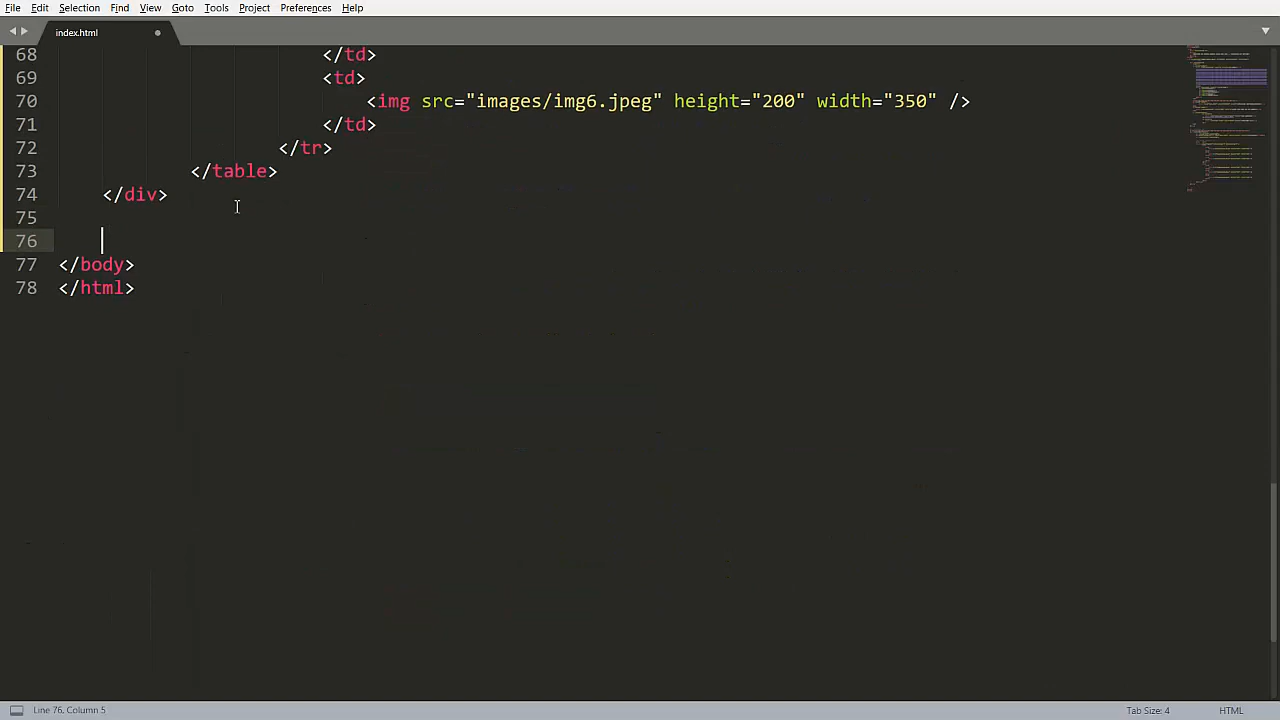 File Edit Selection Find View Goto Tools Project Preferences Help
index.html
68 </td>
69 <td>
70 <img src="images/img6.jpeg" height="200" width="350" />
71 </td>
72 </tr>
73 </table>
74 </div>
75
76
77 </body>
78 </html>
Line 76, Column 5 Tab Size: 4 HTML